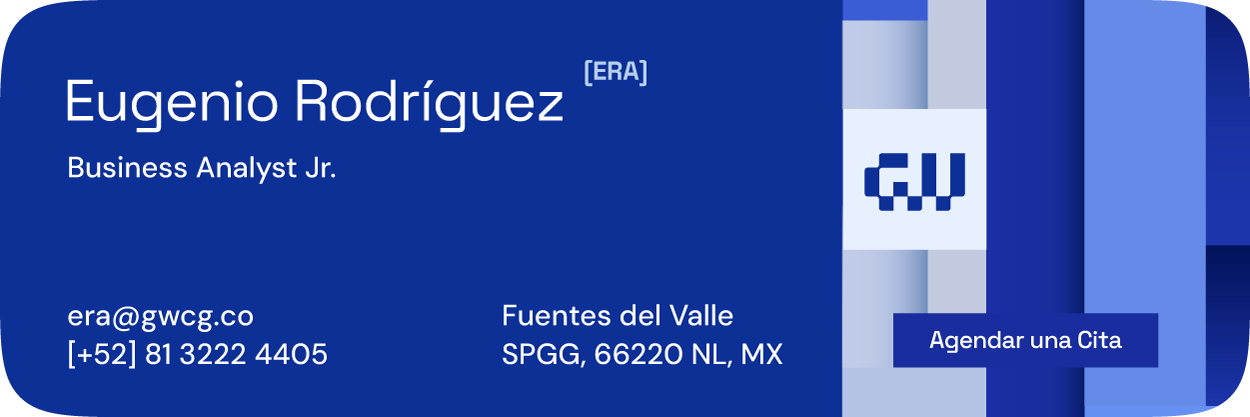 Eugenio Rodríguez [ERA]
Business Analyst Jr.
era@gwcg.co
[+52] 81 3222 4405
Fuentes del Valle
SPGG, 66220 NL, MX
GW
Agendar una Cita